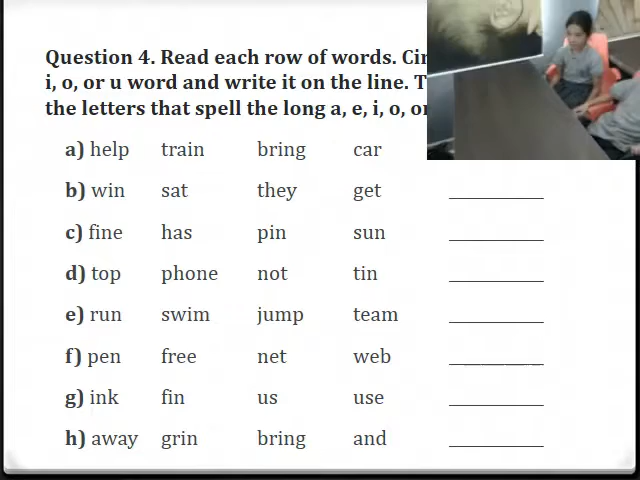 Question 4. Read each row of words.
i, o, or u word and write it on the line.
the letters that spell the long a, e, i, o,
a) help train bring car
b) win sat they get
c) fine has pin sun
d) top phone not tin
e) run swim jump team
f) pen free net web
g) ink fin us use
h) away grin bring and